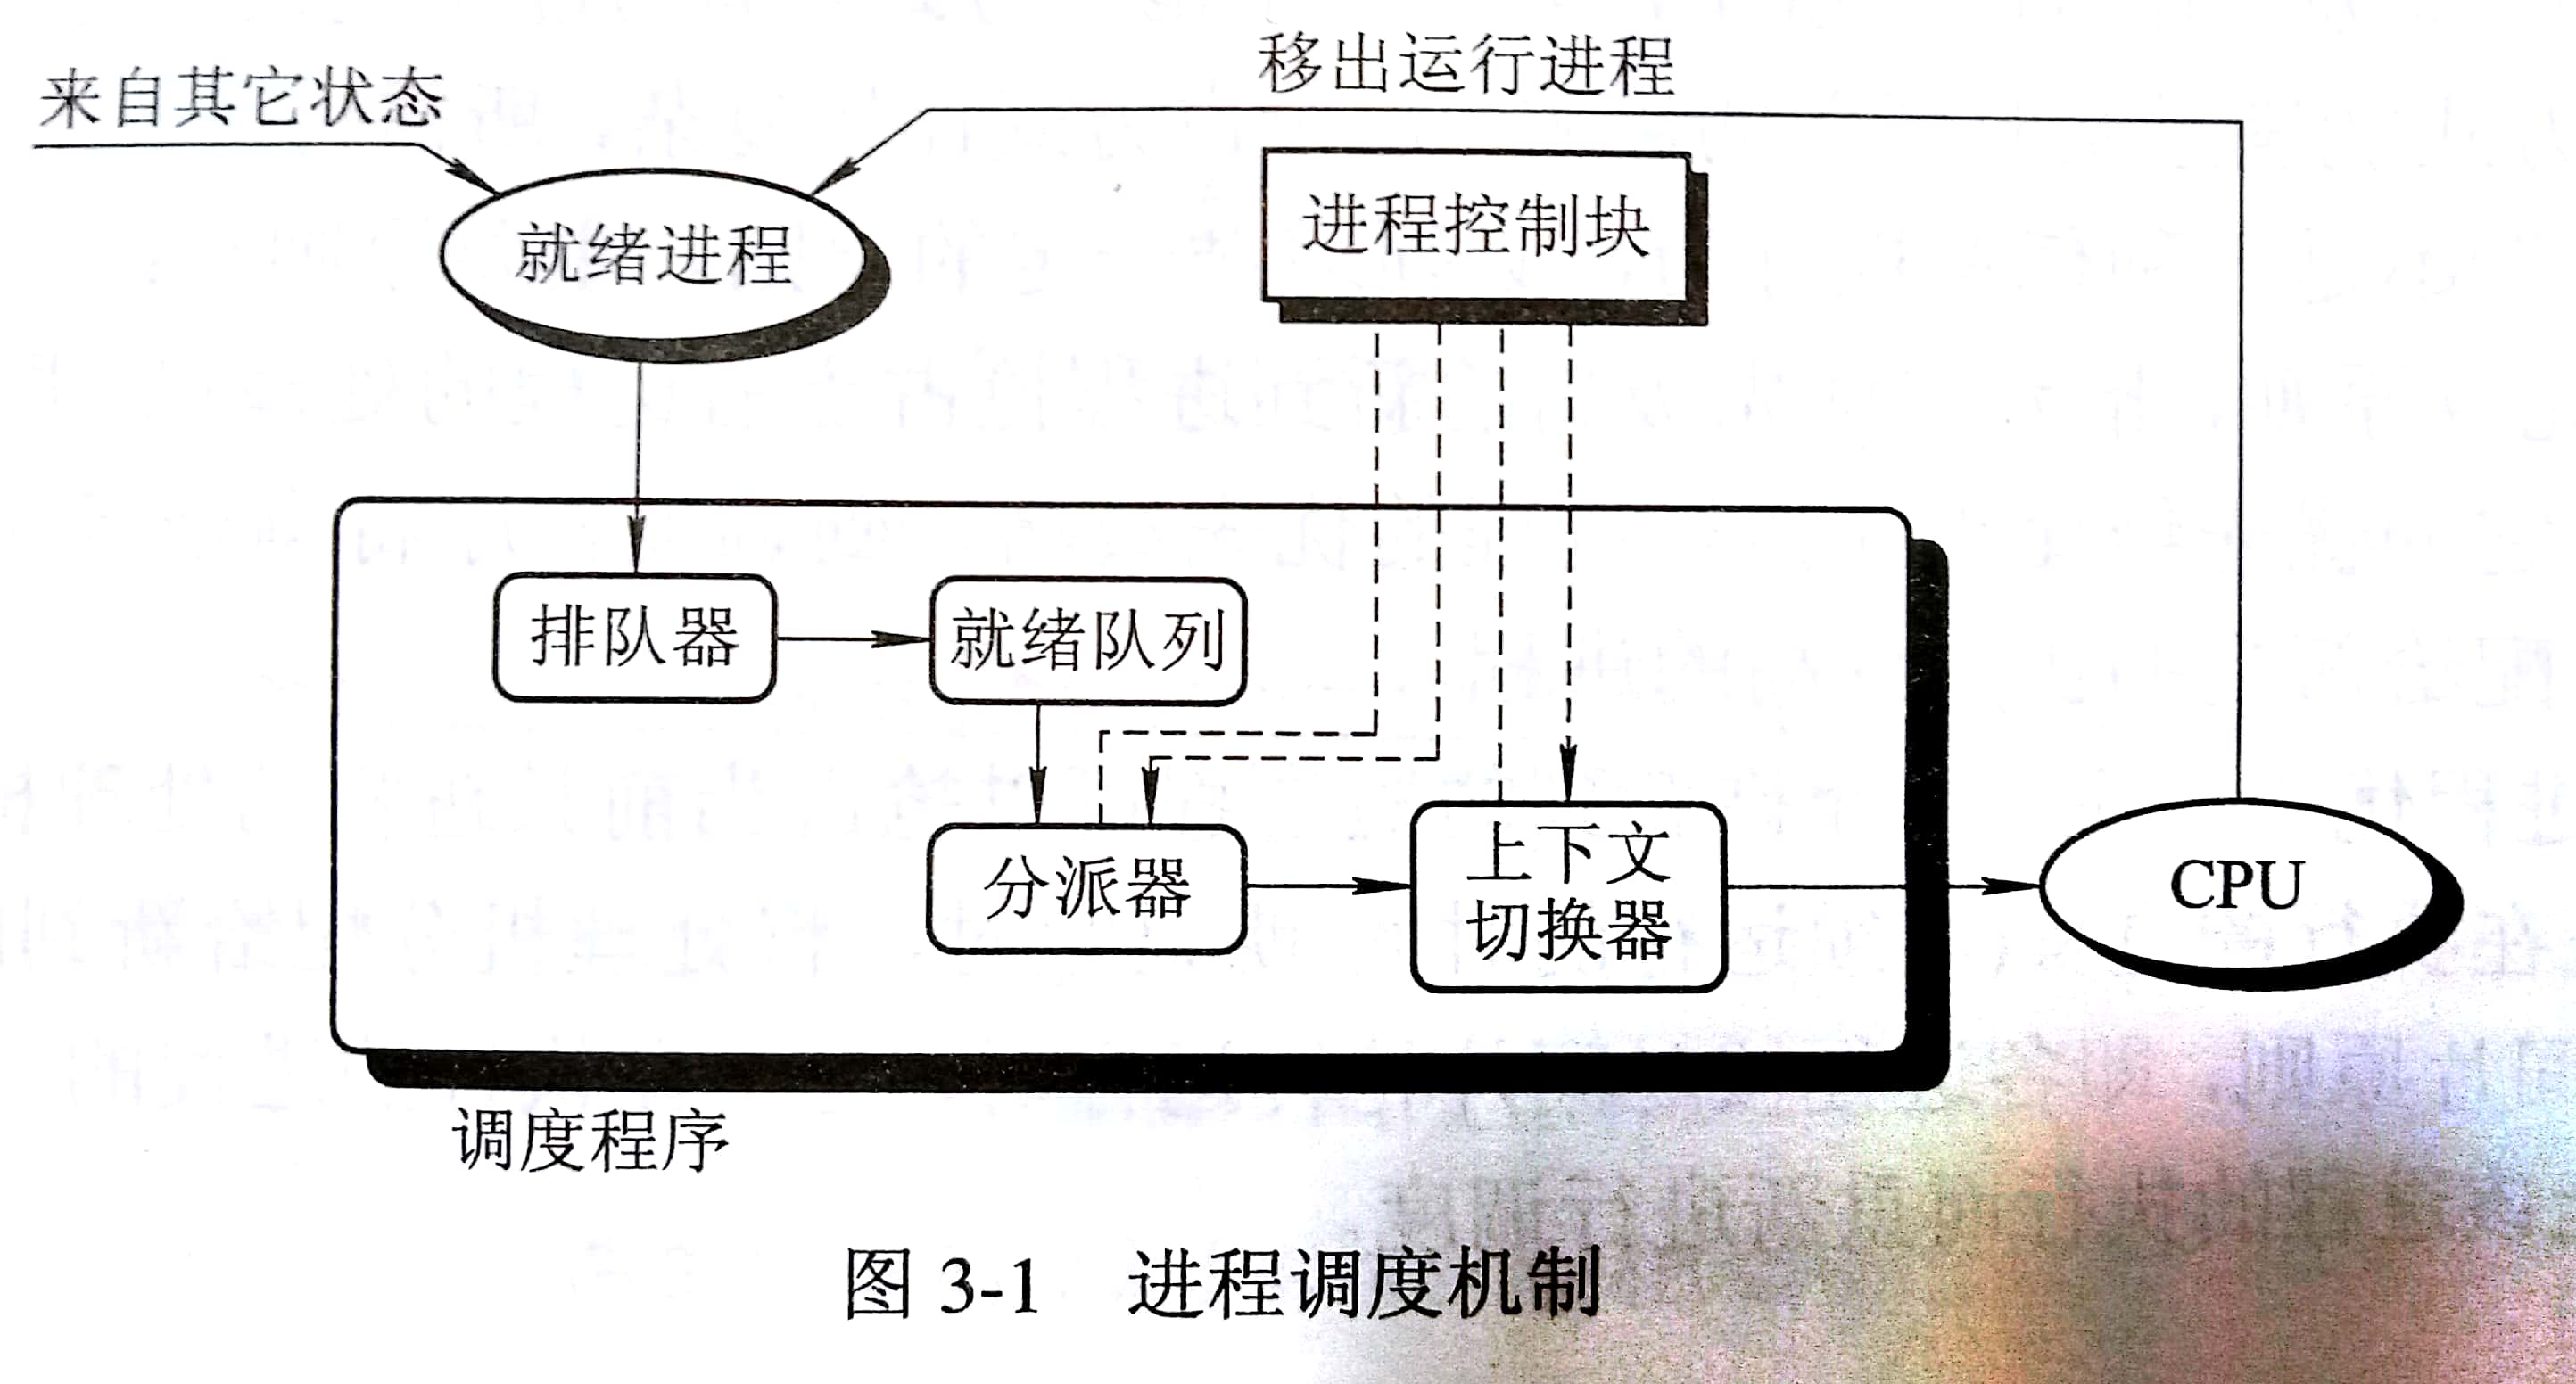 移出运行进程
来自其它状态
就绪进程
进程控制块
排队器
就绪队列
分派器
上下文
切换器
CPU
调度程序
图 3-1 进程调度机制